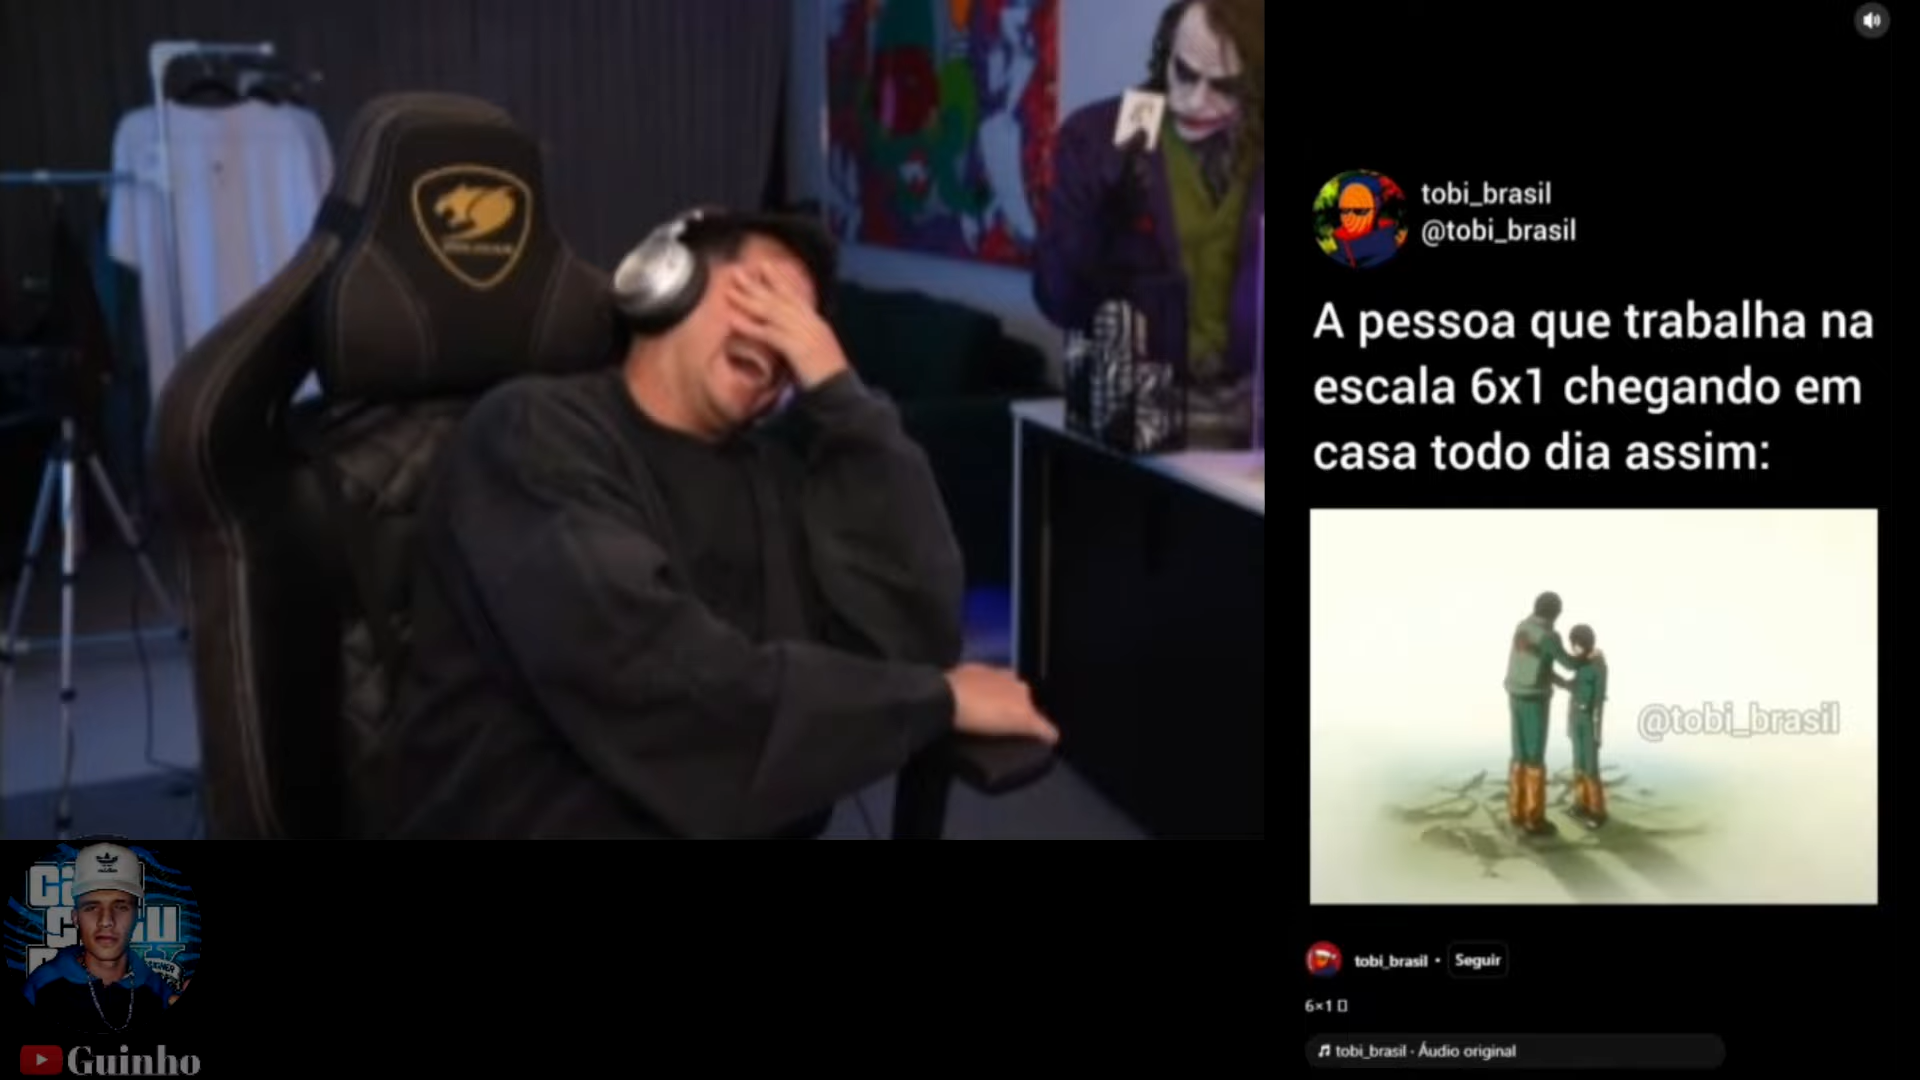 tobi_brasil
@tobi_brasil
A pessoa que trabalha na
escala 6x1 chegando em
casa todo dia assim:
@tobi_brasil
tobi_brasil • Seguir
6×1
tobi_brasil · Áudio original
Guinho